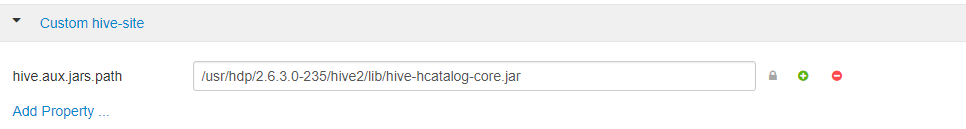 Custom hive-site
hive.aux.jars.path /usr/hdp/2.6.3.0-235/hive2/lib/hive-hcatalog-core.jar
Add Property ...